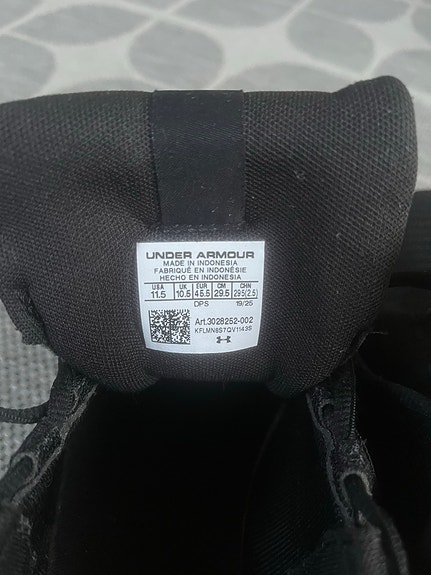 UNDER ARMOUR
MADE IN INDONESIA
FABRIQUÉ EN INDONÉSIE
HECHO EN INDONESIA
USA UK EUR CM CHN
11.5 10.5 45.5 29.5 295(2.5)
DPS 19/25
Art.3028252-002
KFLMN8S7QV1143S